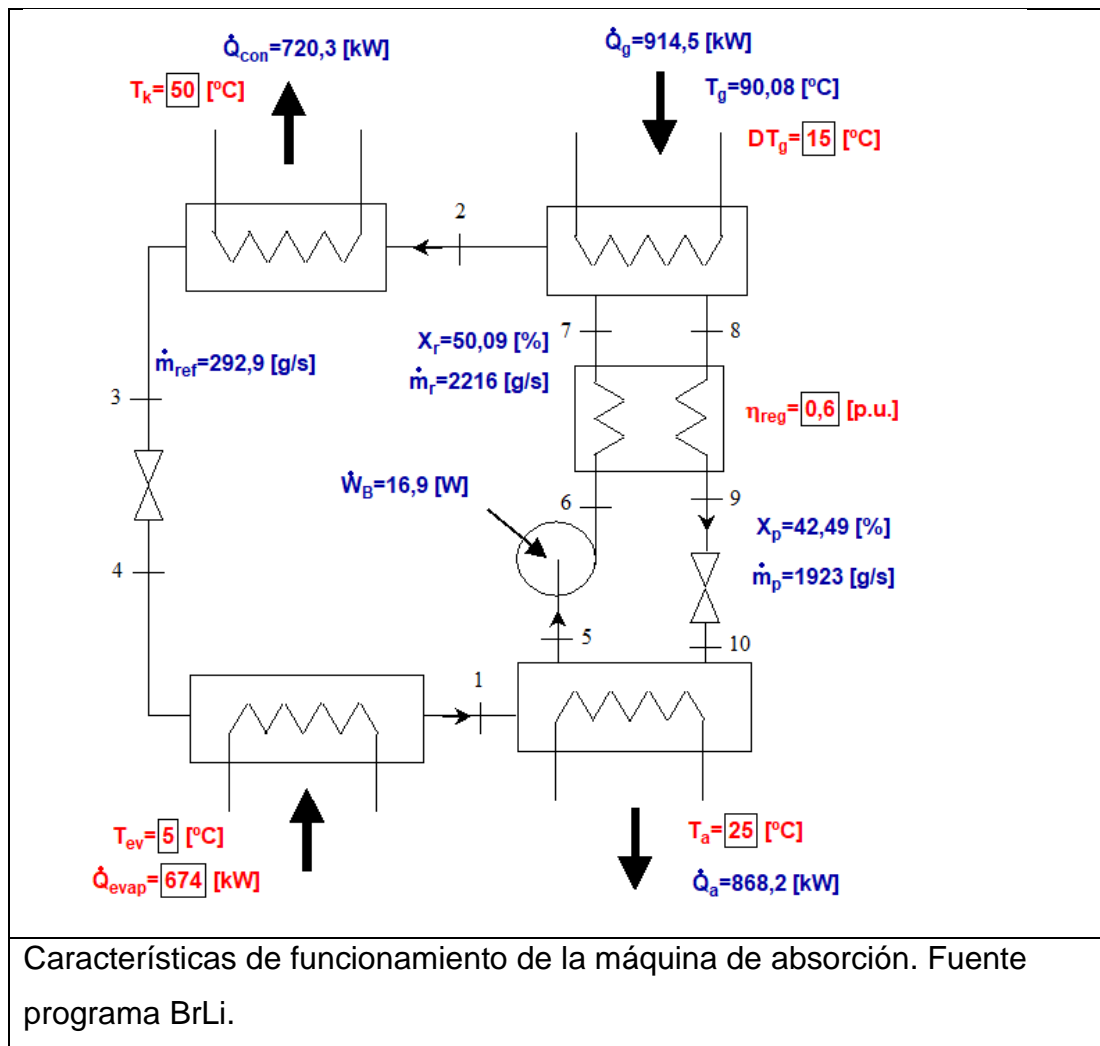 Q̇con=720,3 [kW]
Q̇g=914,5 [kW]
Tk= 50 [ºC]
Tg=90,08 [ºC]
DTg= 15 [ºC]
2
7
Xr=50,09 [%]
8
ṁref=292,9 [g/s]
ṁr=2216 [g/s]
3
ηreg= 0,6 [p.u.]
ẆB=16,9 [W]
6
9
Xp=42,49 [%]
4
ṁp=1923 [g/s]
5
10
1
Tev= 5 [ºC]
Ta= 25 [ºC]
Q̇evap= 674 [kW]
Q̇a=868,2 [kW]
Características de funcionamiento de la máquina de absorción. Fuente
programa BrLi.